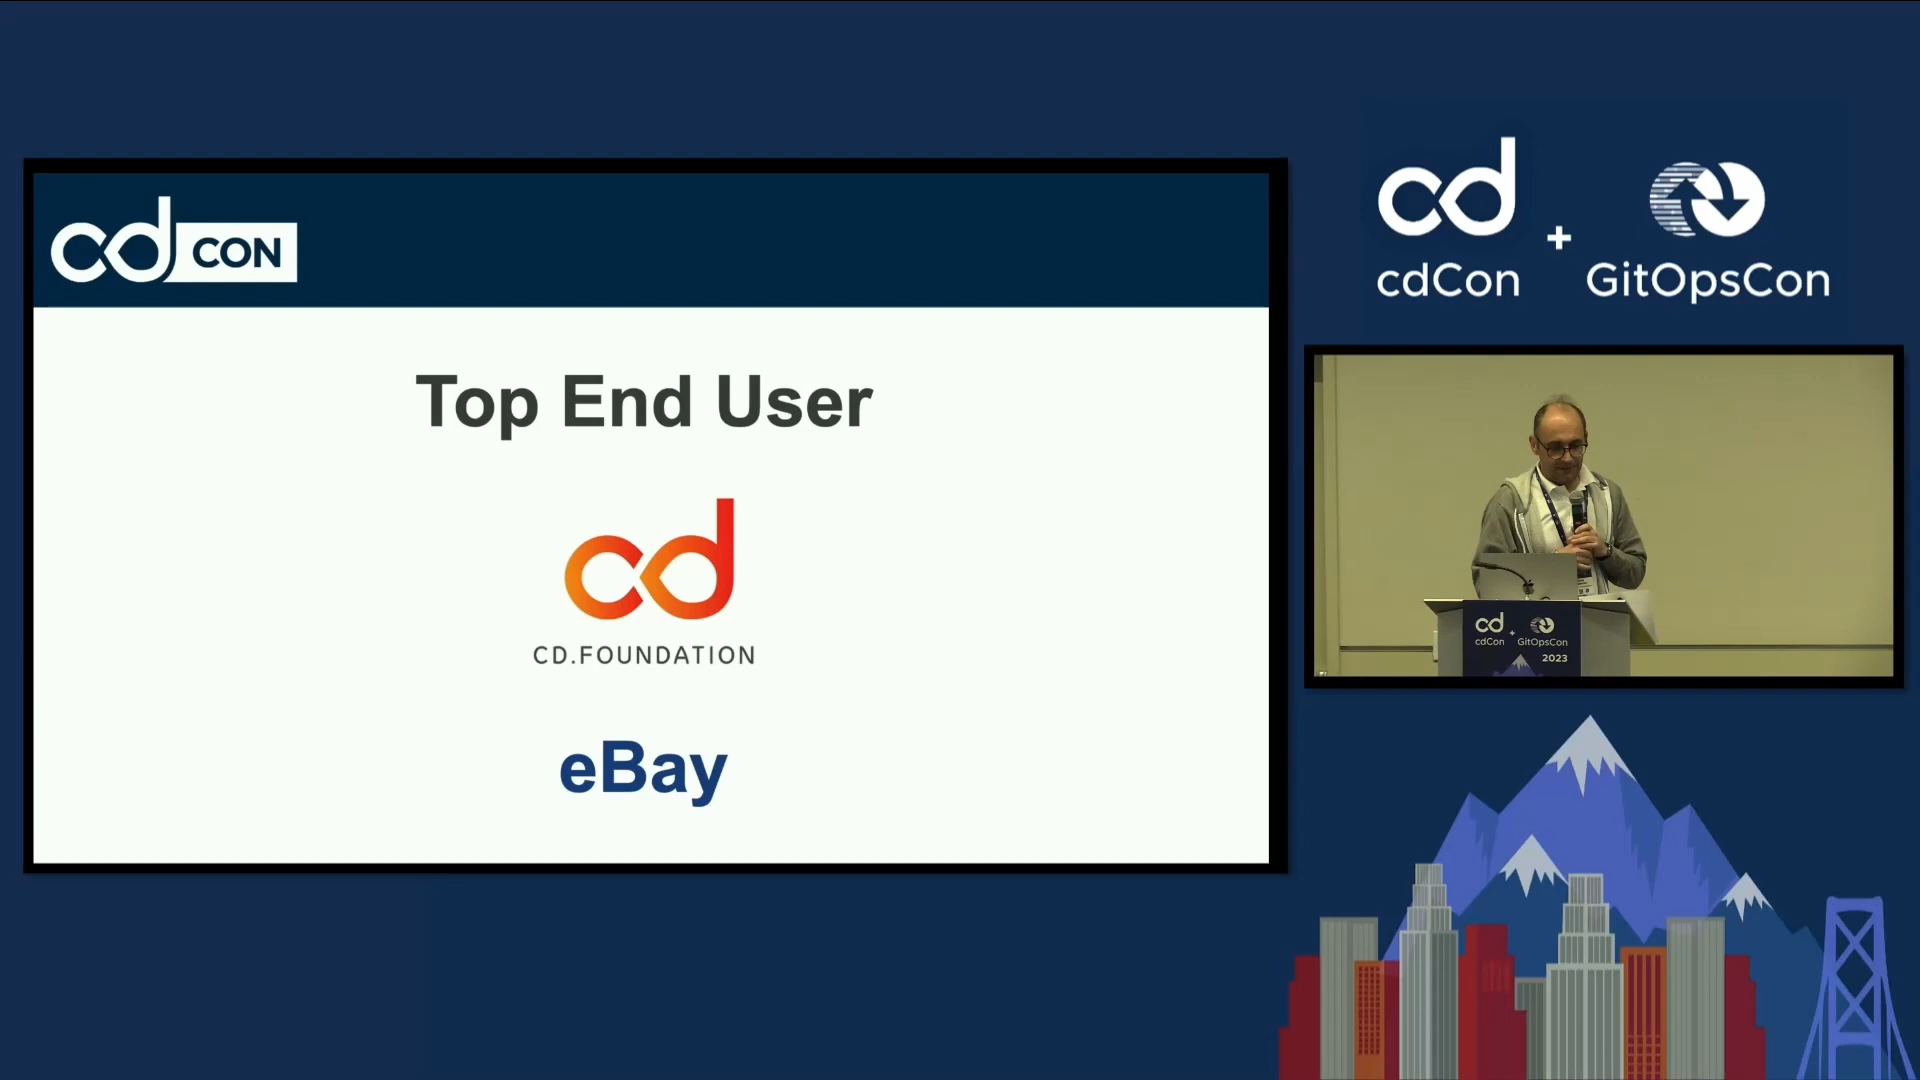 cd CON
Top End User
cd
CD.FOUNDATION
eBay
cd + 
cdCon GitOpsCon
cd +
cdCon GitOpsCon
2023